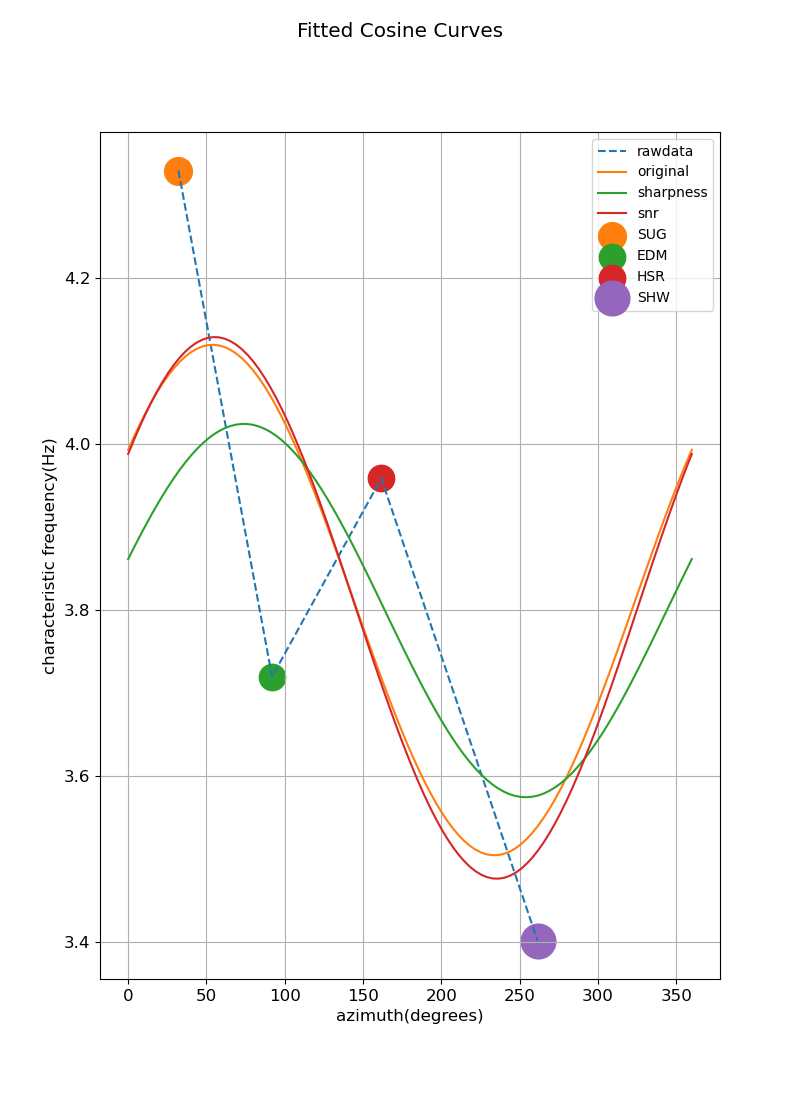 Fitted Cosine Curves
rawdata
original
sharpness
snr
SUG
EDM
HSR
SHW
4.2
4.0
3.8
3.6
3.4
characteristic frequency(Hz)
0 50 100 150 200 250 300 350
azimuth(degrees)